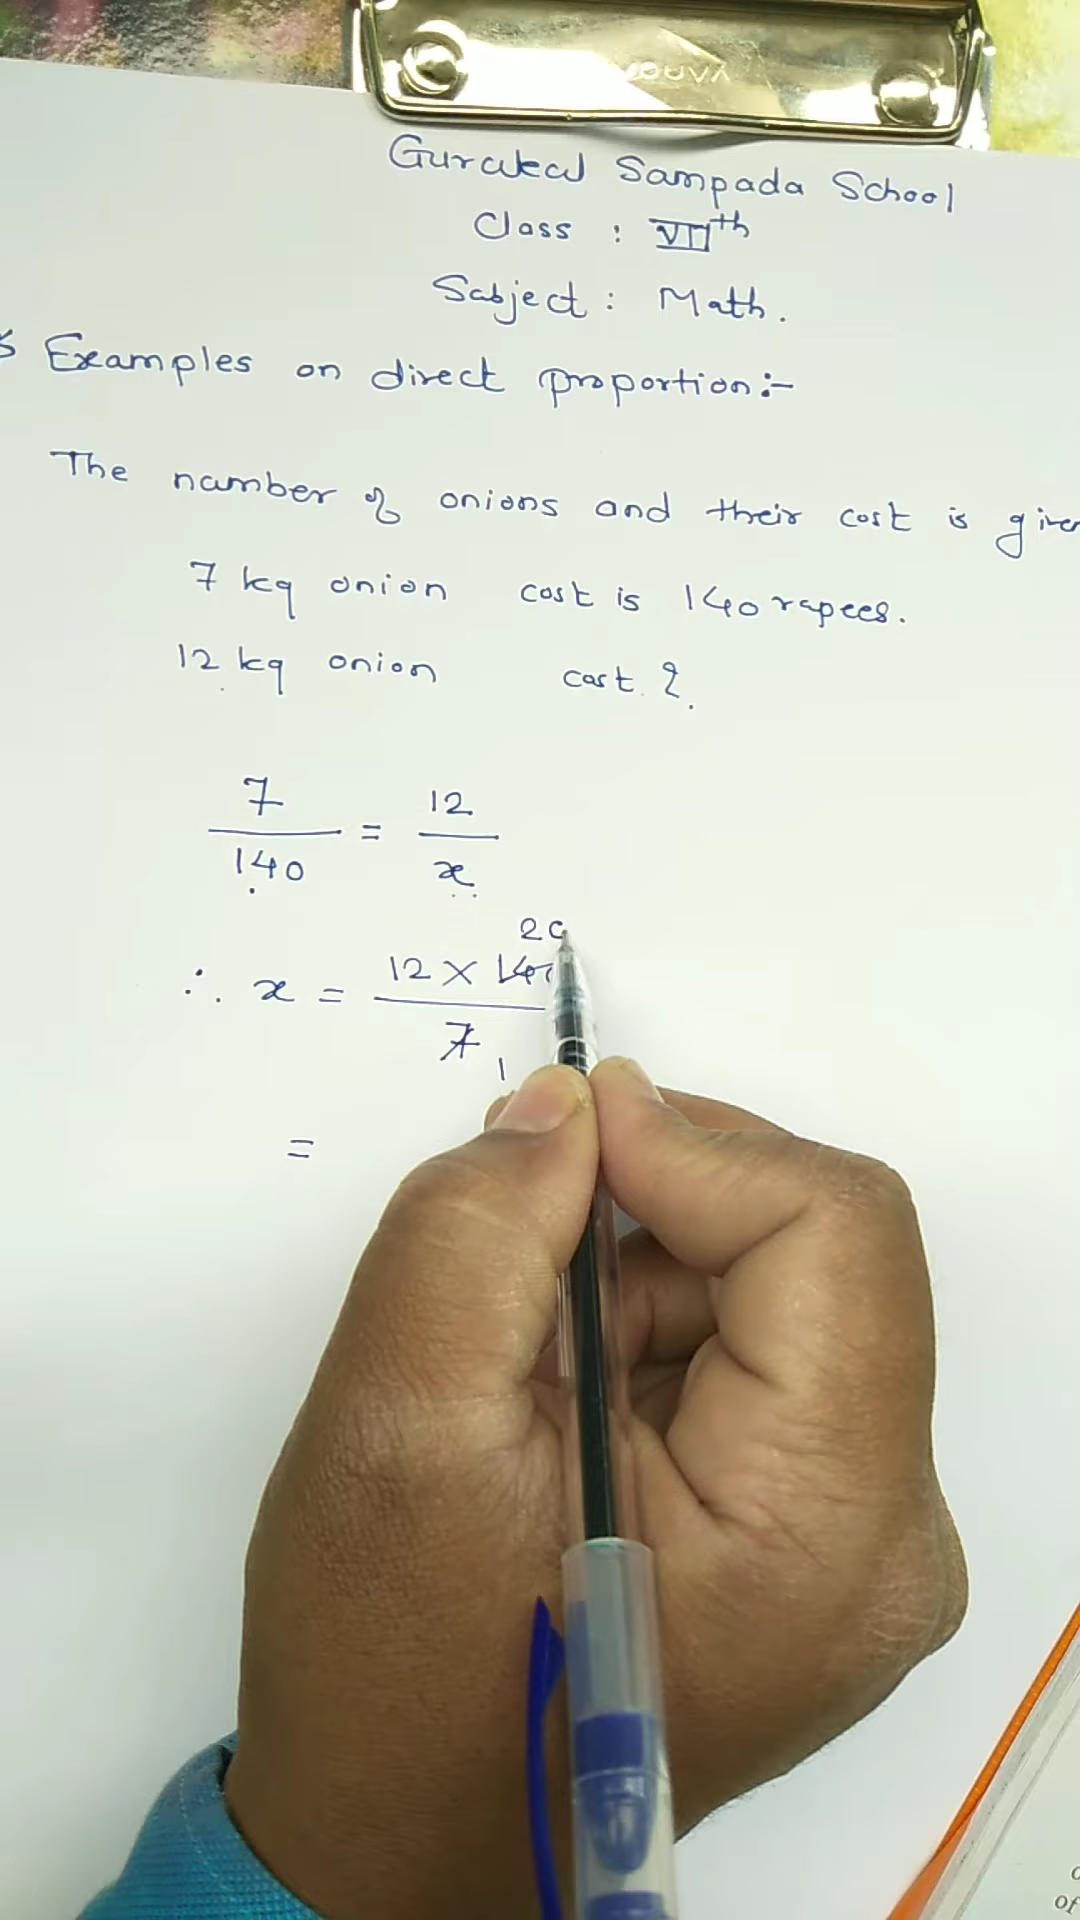 Gurukul Sampada School
Class : VIIth
Subject : Math.
Examples on direct proportion:-
The number of onions and their cost is given
7 kg onion cost is 140 rupees.
12 kg onion cost ?
7/140 = 12/x
20
∴ x = 12 × 140/7
1
=
of